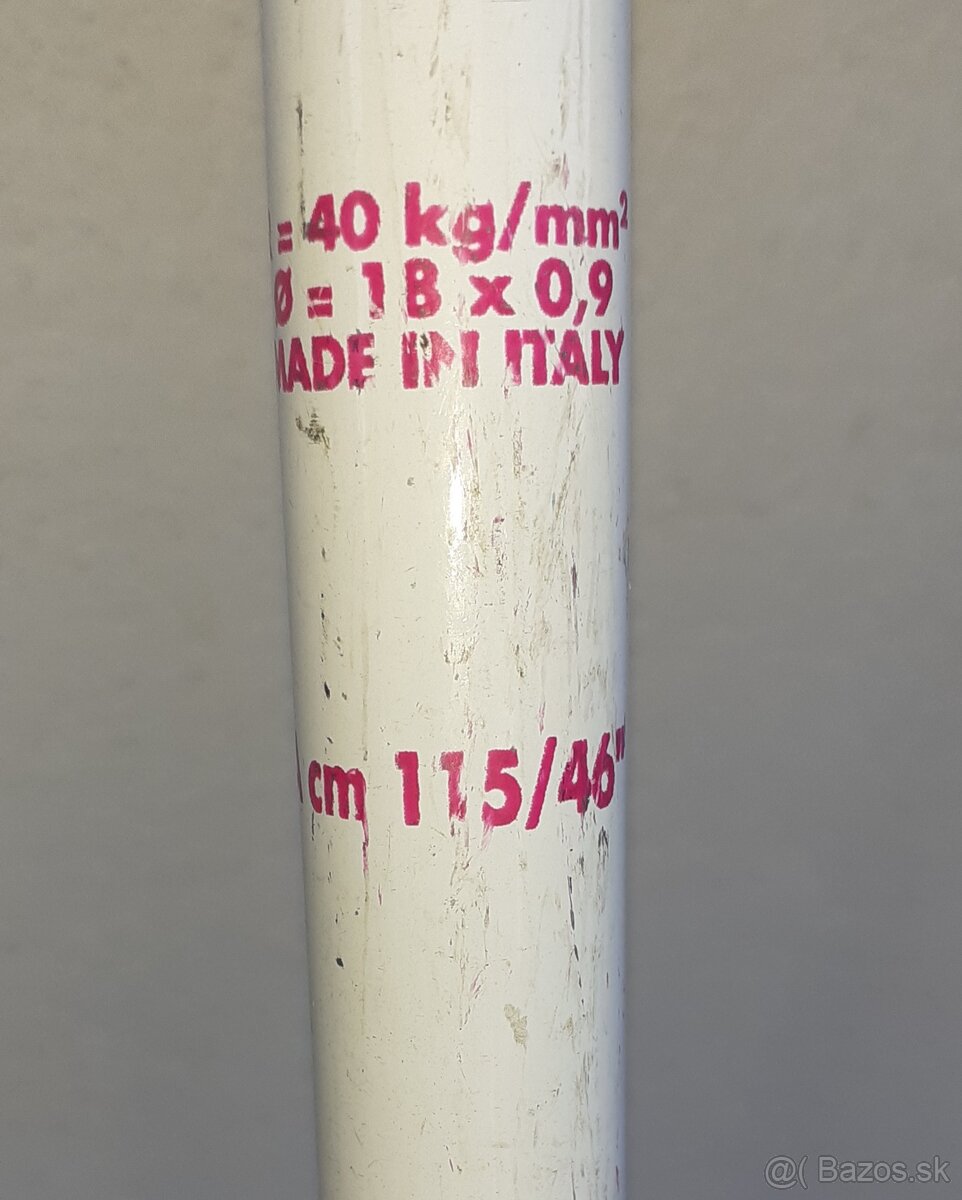 = 40 kg/mm²
Ø = 18 x 0,9
MADE IN ITALY
cm 115/46"
@( Bazos.sk